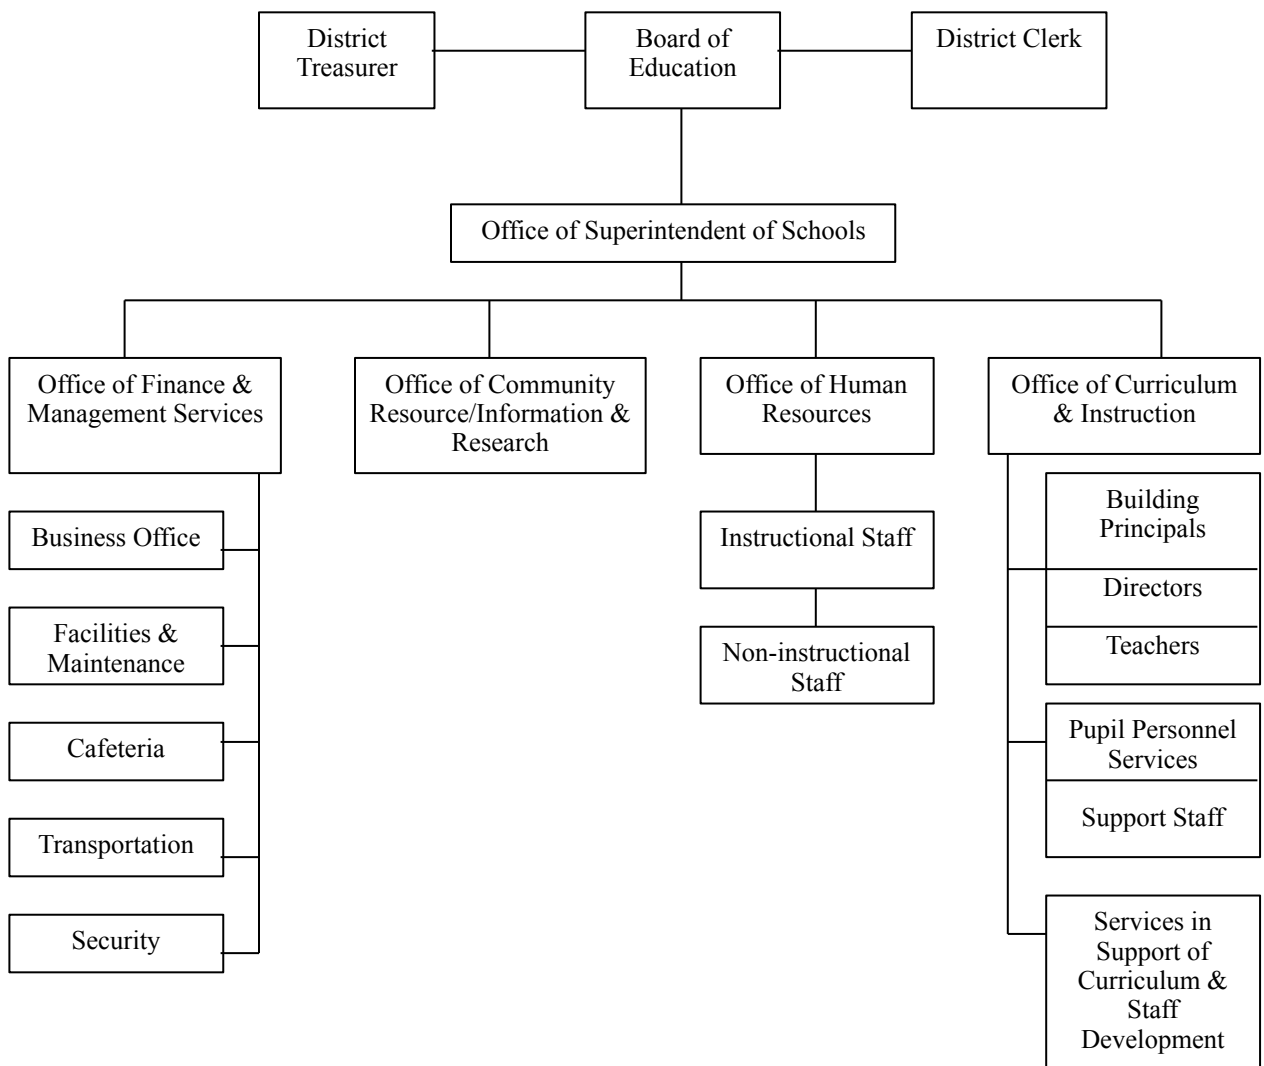 District
Treasurer
Board of
Education
District Clerk
Office of Superintendent of Schools
Office of Finance &
Management Services
Office of Community
Resource/Information &
Research
Office of Human
Resources
Office of Curriculum
& Instruction
Business Office
Facilities &
Maintenance
Cafeteria
Transportation
Security
Instructional Staff
Non-instructional
Staff
Building
Principals
Directors
Teachers
Pupil Personnel
Services
Support Staff
Services in
Support of
Curriculum &
Staff
Development